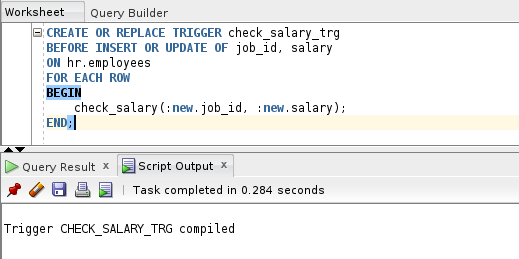 Worksheet Query Builder
CREATE OR REPLACE TRIGGER check_salary_trg
BEFORE INSERT OR UPDATE OF job_id, salary
ON hr.employees
FOR EACH ROW
BEGIN
    check_salary(:new.job_id, :new.salary);
END;
Query Result x Script Output x
Task completed in 0.284 seconds
Trigger CHECK_SALARY_TRG compiled